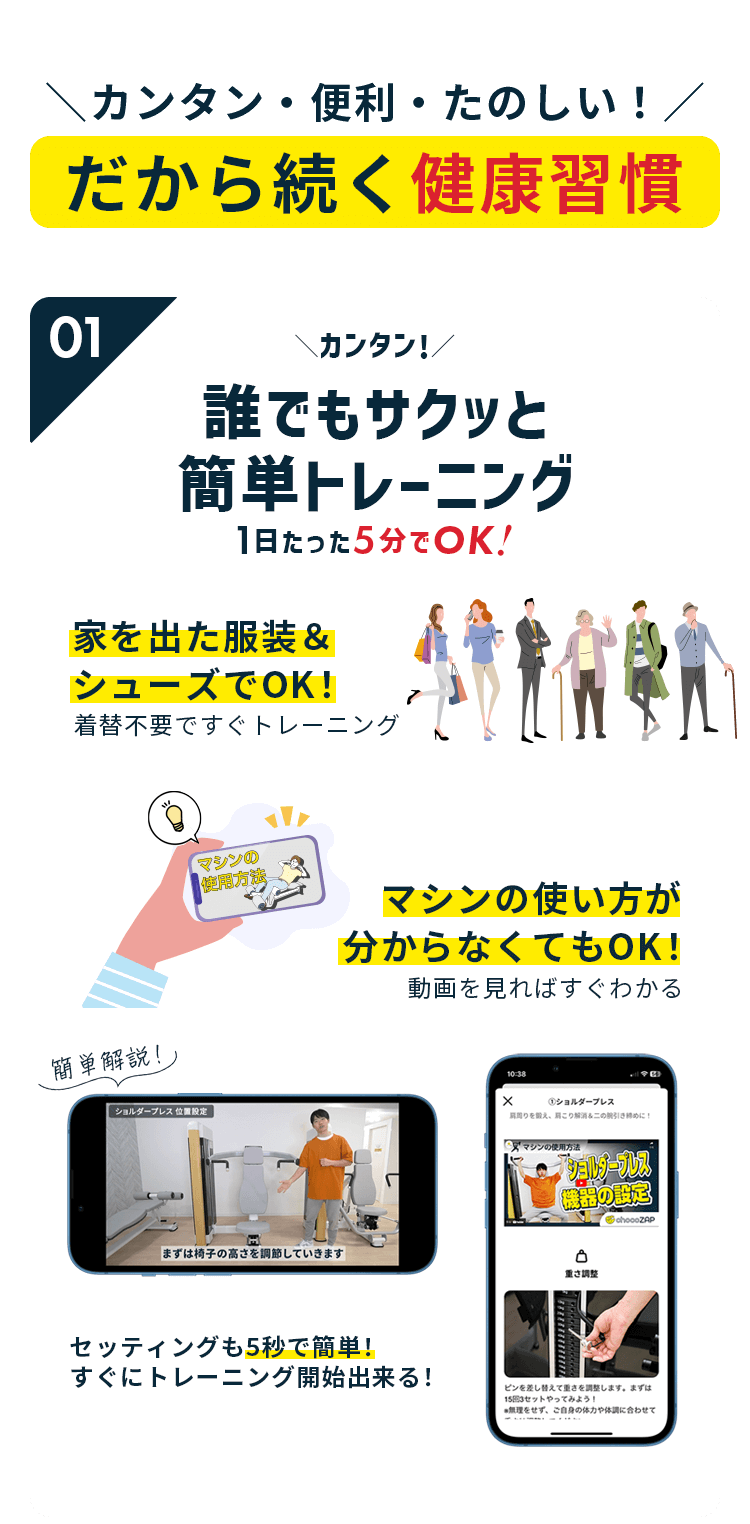 ＼カンタン・便利・たのしい！／
だから続く健康習慣
01
＼カンタン!／
誰でもサクッと
簡単トレーニング
1日たった5分でOK!
家を出た服装＆
シューズでOK!
着替不要ですぐトレーニング
マシンの
使用方法
マシンの使い方が
分からなくてもOK!
動画を見ればすぐわかる
簡単解説!
ショルダープレス 位置設定
まずは椅子の高さを調節していきます
セッティングも5秒で簡単!
すぐにトレーニング開始出来る!
10:38
①ショルダープレス
肩周りを鍛え、肩こり解消&二の腕引き締めに！
マシンの使用方法
ショルダープレス
機器の設定
chocoZAP
重さ調整
ピンを差し替えて重さを調整します。まずは
15回3セットやってみよう！
※無理をせず、ご自身の体力や体調に合わせて